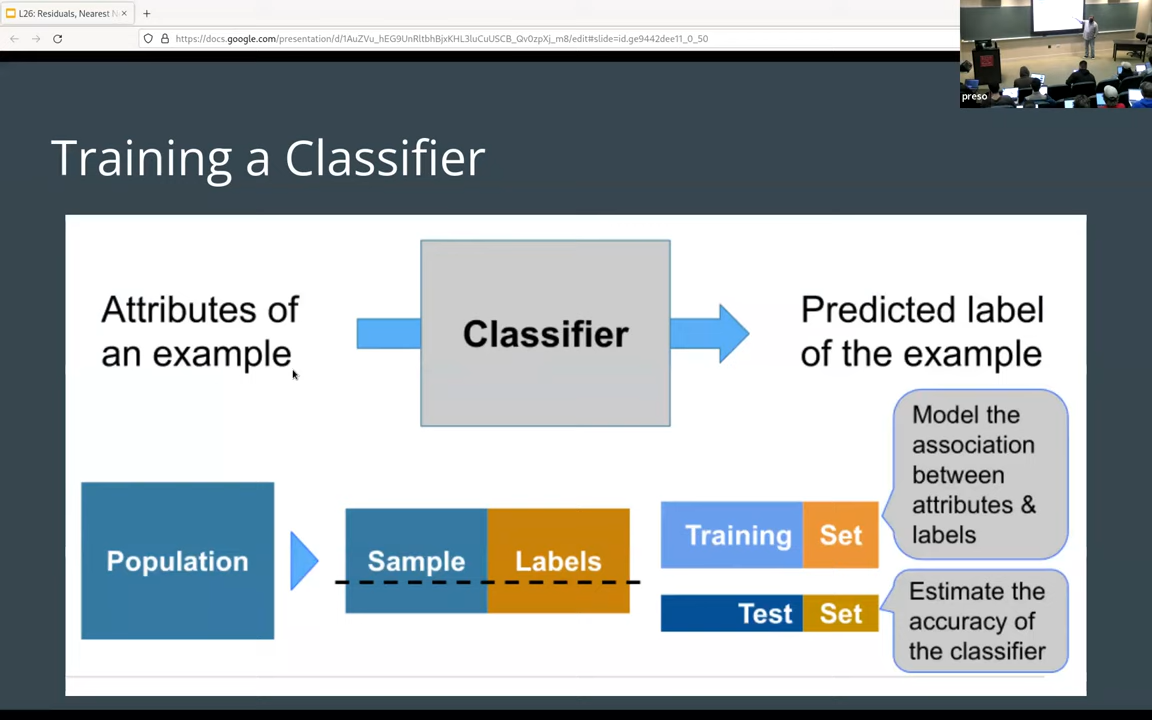 L26: Residuals, Nearest N
https://docs.google.com/presentation/d/1AuZVu_hEG9UnRltbhBjxKHL3luCuUSCB_Qv0zpXj_m8/edit#slide=id.ge9442dee11_0_50
preso
Training a Classifier
Attributes of
an example
Classifier
Predicted label
of the example
Model the
association
between
attributes &
labels
Population
Sample Labels
Training Set
Test Set
Estimate the
accuracy of
the classifier